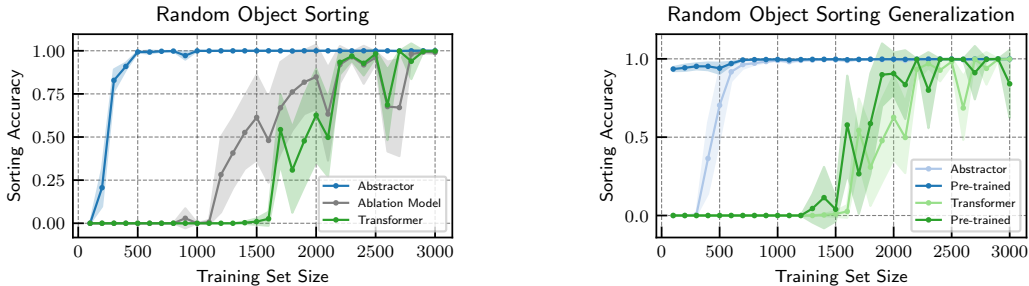 Random Object Sorting
Sorting Accuracy
1.00
0.75
0.50
0.25
0.00
Abstractor
Ablation Model
Transformer
0 500 1000 1500 2000 2500 3000
Training Set Size
Random Object Sorting Generalization
Sorting Accuracy
1.0
0.5
0.0
Abstractor
Pre-trained
Transformer
Pre-trained
0 500 1000 1500 2000 2500 3000
Training Set Size